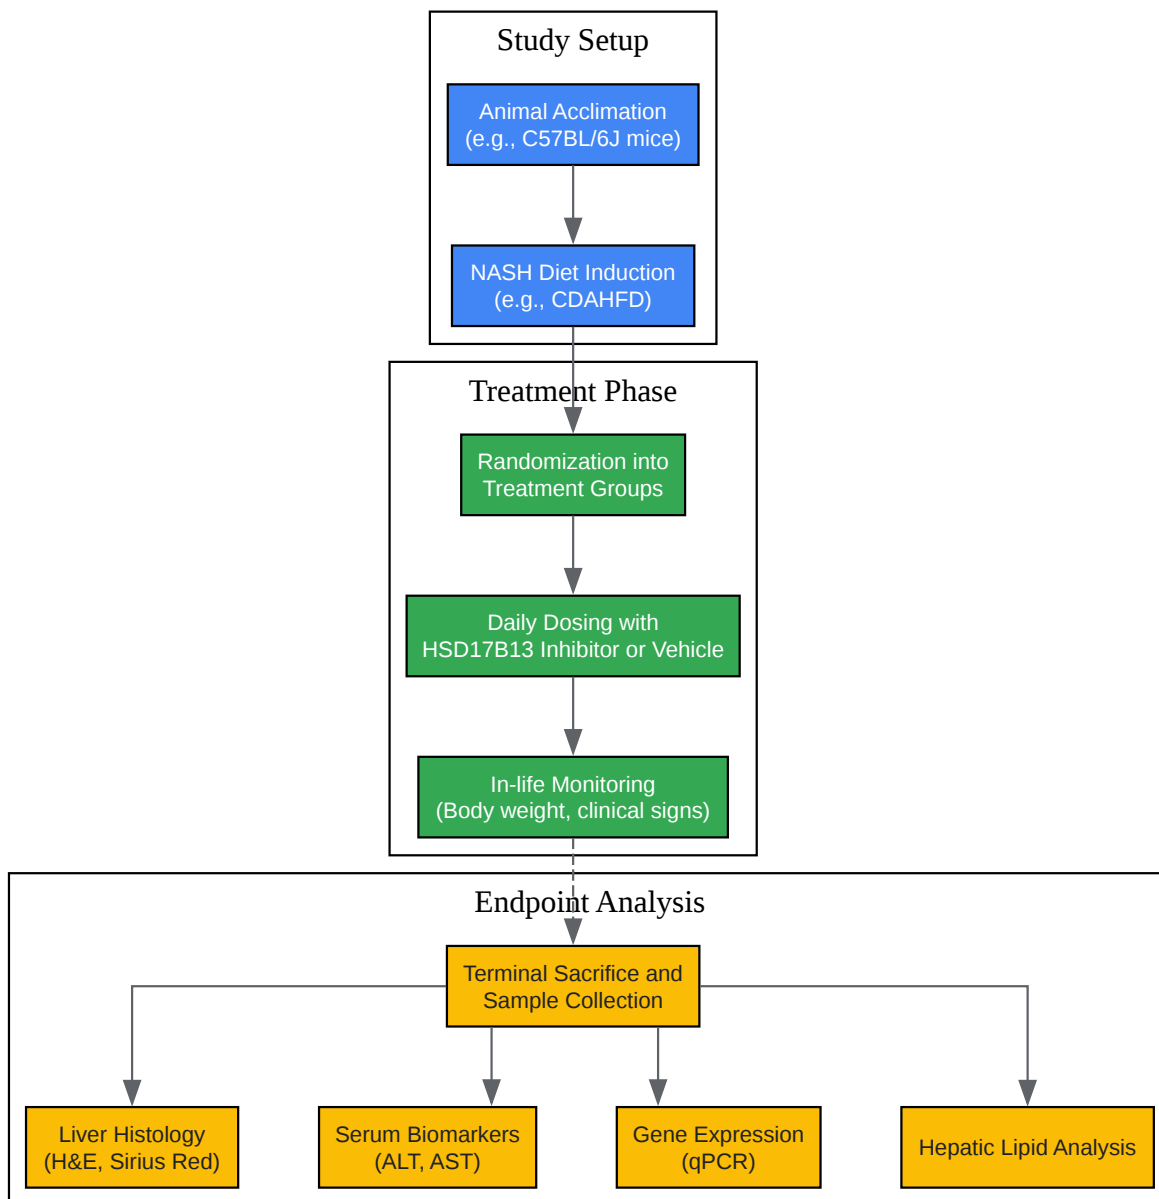 Study Setup
Animal Acclimation
(e.g., C57BL/6J mice)
NASH Diet Induction
(e.g., CDAHFD)
Treatment Phase
Randomization into
Treatment Groups
Daily Dosing with
HSD17B13 Inhibitor or Vehicle
In-life Monitoring
(Body weight, clinical signs)
Endpoint Analysis
Terminal Sacrifice and
Sample Collection
Liver Histology
(H&E, Sirius Red)
Serum Biomarkers
(ALT, AST)
Gene Expression
(qPCR)
Hepatic Lipid Analysis